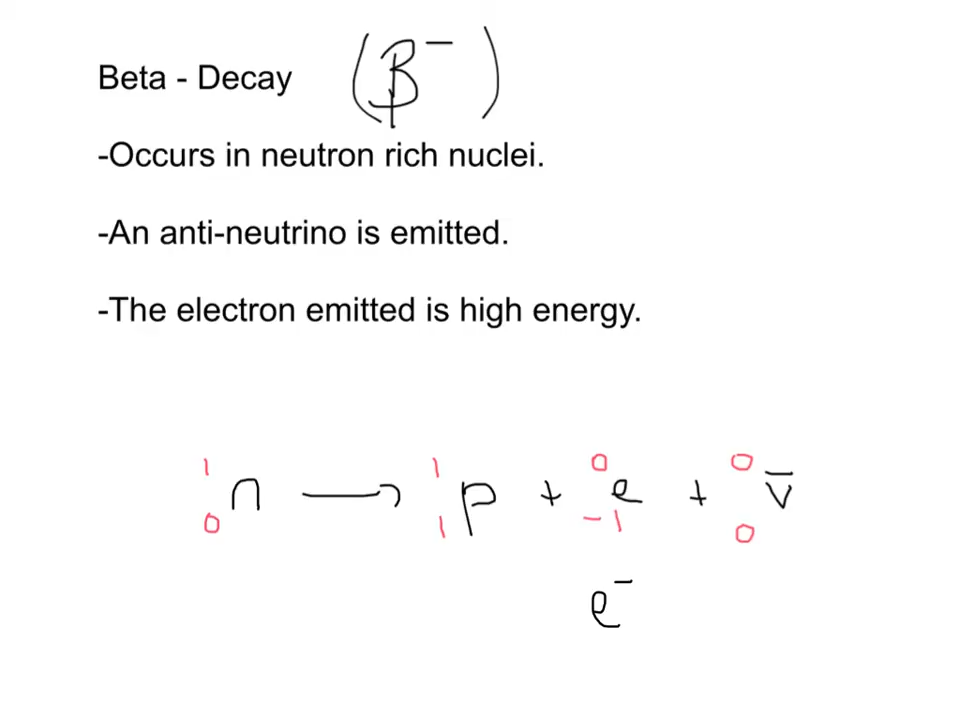 Beta - Decay (β⁻)
-Occurs in neutron rich nuclei.
-An anti-neutrino is emitted.
-The electron emitted is high energy.
¹₀n → ¹₁p + ⁰₋₁e + ⁰₀v̅
e⁻